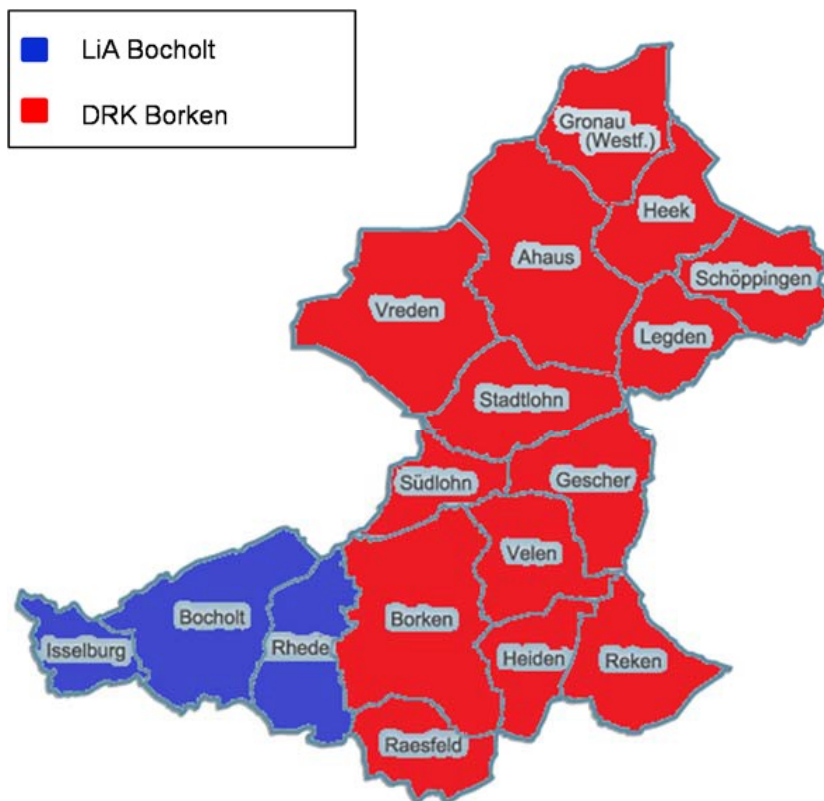 LiA Bocholt
DRK Borken
Gronau
(Westf.)
Heek
Ahaus
Schöppingen
Vreden
Legden
Stadtlohn
Südlohn
Gescher
Velen
Bocholt
Borken
Isselburg
Rhede
Heiden
Reken
Raesfeld